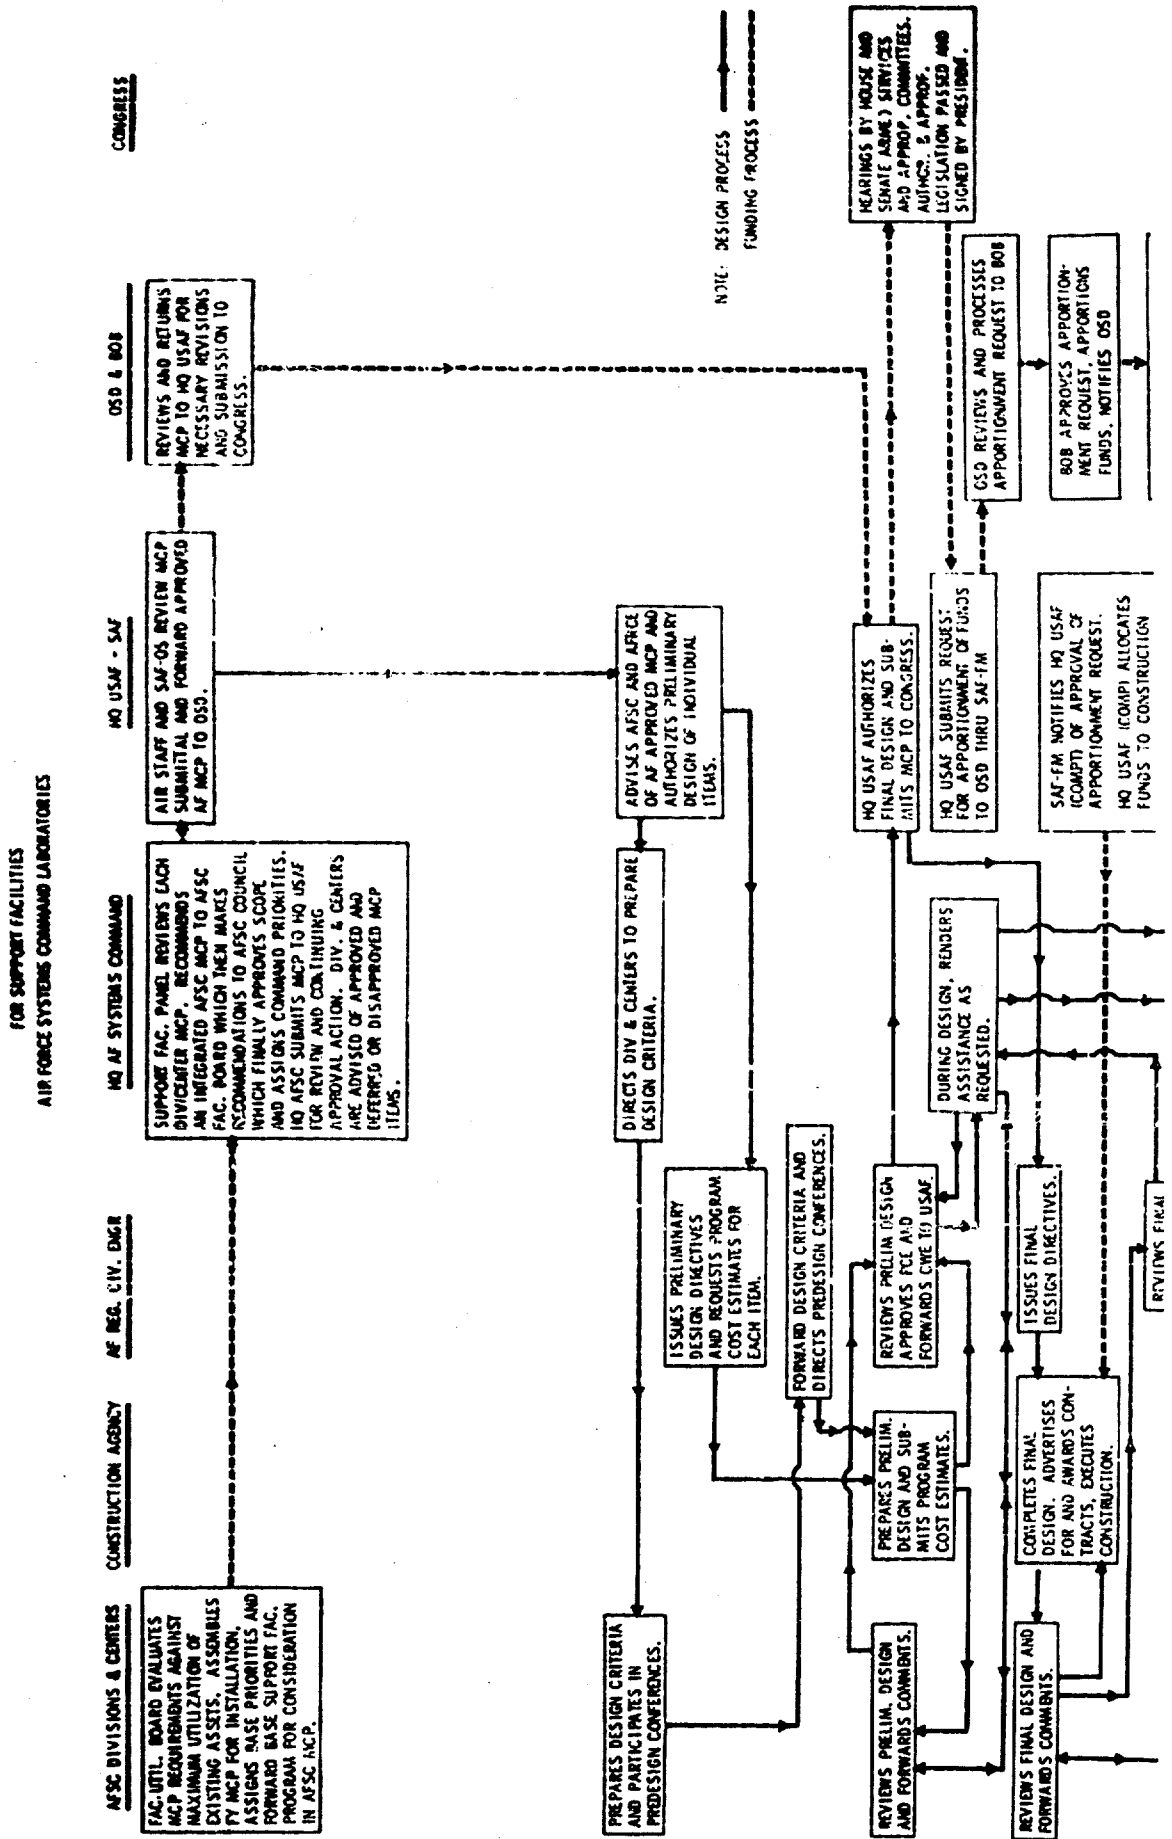 FOR SUPPORT FACILITIES
AIR FORCE SYSTEMS COMMAND LABORATORIES
AFSC DIVISIONS & CENTERS
CONSTRUCTION AGENCY
AF REG. CIV. ENGR
HQ AF SYSTEMS COMMAND
HQ USAF - SAF
OSD & BOB
CONGRESS
FAC. UTIL. BOARD EVALUATES
MCP REQUIREMENTS AGAINST
MAXIMUM UTILIZATION OF
EXISTING ASSETS. ASSEMBLES
FY MCP FOR INSTALLATION,
ASSIGNS BASE PRIORITIES AND
FORWARD BASE SUPPORT FAC.
PROGRAM FOR CONSIDERATION
IN AFSC MCP.
SUPPORT FAC. PANEL REVIEWS EACH
DIV/CENTER MCP. RECOMMENDS
AN INTEGRATED AFSC MCP TO AFSC
FAC. BOARD WHICH THEN MAKES
RECOMMENDATIONS TO AFSC COUNCIL
WHICH FINALLY APPROVES SCOPE
AND ASSIGNS COMMAND PRIORITIES.
HQ AFSC SUBMITS MCP TO HQ USAF
FOR REVIEW AND CONTINUING
APPROVAL ACTION. DIV. & CENTERS
ARE ADVISED OF APPROVED AND
DEFERRED OR DISAPPROVED MCP
ITEMS.
AIR STAFF AND SAF-OS REVIEW MCP
SUBMITTAL AND FORWARD APPROVED
AF MCP TO OSD.
REVIEWS AND RETURNS
MCP TO HQ USAF FOR
NECESSARY REVISIONS
AND SUBMISSION TO
CONGRESS.
PREPARES DESIGN CRITERIA
AND PARTICIPATES IN
PREDESIGN CONFERENCES.
DIRECTS DIV & CENTERS TO PREPARE
DESIGN CRITERIA.
ADVISES AFSC AND AFRCE
OF AF APPROVED MCP AND
AUTHORIZES PRELIMINARY
DESIGN OF INDIVIDUAL
ITEMS.
ISSUES PRELIMINARY
DESIGN DIRECTIVES
AND REQUESTS PROGRAM
COST ESTIMATES FOR
EACH ITEM.
NOTE: DESIGN PROCESS
FUNDING PROCESS
FORWARD DESIGN CRITERIA AND
DIRECTS PREDESIGN CONFERENCES.
REVIEWS PRELIM. DESIGN
AND FORWARDS COMMENTS.
PREPARES PRELIM.
DESIGN AND SUB-
MITS PROGRAM
COST ESTIMATES.
REVIEWS PRELIM DESIGN
APPROVES PCE AND
FORWARDS CWE TO USAF.
DURING DESIGN, RENDERS
ASSISTANCE AS
REQUESTED.
HQ USAF AUTHORIZES
FINAL DESIGN AND SUB-
MITS MCP TO CONGRESS.
HEARINGS BY HOUSE AND
SENATE ARMED SERVICES
AND APPROP. COMMITTEES.
AUTHOR. & APPROP.
LEGISLATION PASSED AND
SIGNED BY PRESIDENT.
HQ USAF SUBMITS REQUEST
FOR APPORTIONMENT OF FUNDS
TO OSD THRU SAF-FM
OSD REVIEWS AND PROCESSES
APPORTIONMENT REQUEST TO BOB
BOB APPROVES APPORTION-
MENT REQUEST, APPORTIONS
FUNDS, NOTIFIES OSD
SAF-FM NOTIFIES HQ USAF
(COMPT) OF APPROVAL OF
APPORTIONMENT REQUEST.
HQ USAF (COMPT) ALLOCATES
FUNDS TO CONSTRUCTION
ISSUES FINAL
DESIGN DIRECTIVES.
COMPLETES FINAL
DESIGN. ADVERTISES
FOR AND AWARDS CON-
TRACTS, EXECUTES
CONSTRUCTION.
REVIEWS FINAL DESIGN AND
FORWARDS COMMENTS.
REVIEWS FINAL